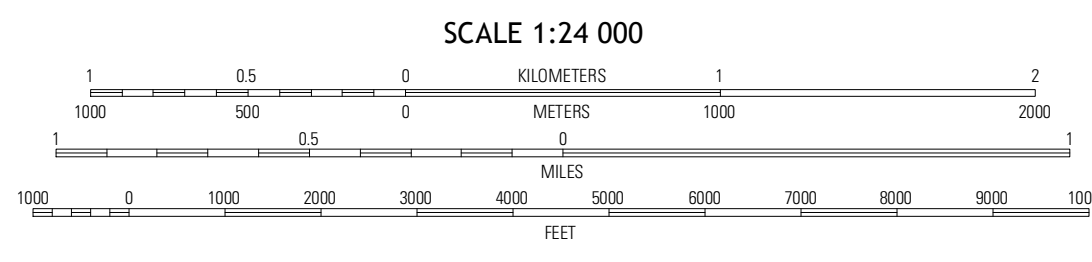 SCALE 1:24 000
1 0.5 0 KILOMETERS 1 2
1000 500 0 METERS 1000 2000
1 0.5 0 1
MILES
1000 0 1000 2000 3000 4000 5000 6000 7000 8000 9000 100
FEET